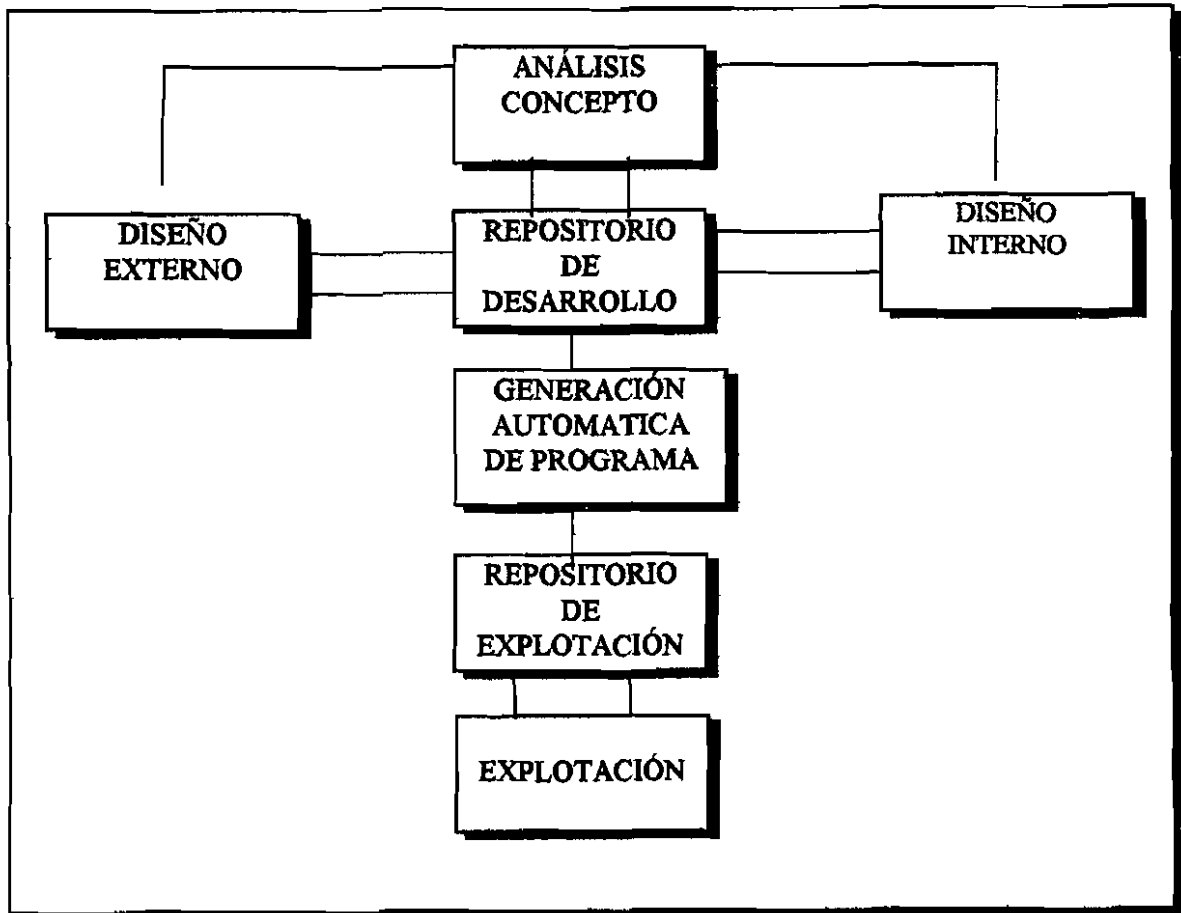 ANÁLISIS
CONCEPTO
DISEÑO
EXTERNO
REPOSITORIO
DE
DESARROLLO
DISEÑO
INTERNO
GENERACIÓN
AUTOMATICA
DE PROGRAMA
REPOSITORIO
DE
EXPLOTACIÓN
EXPLOTACIÓN